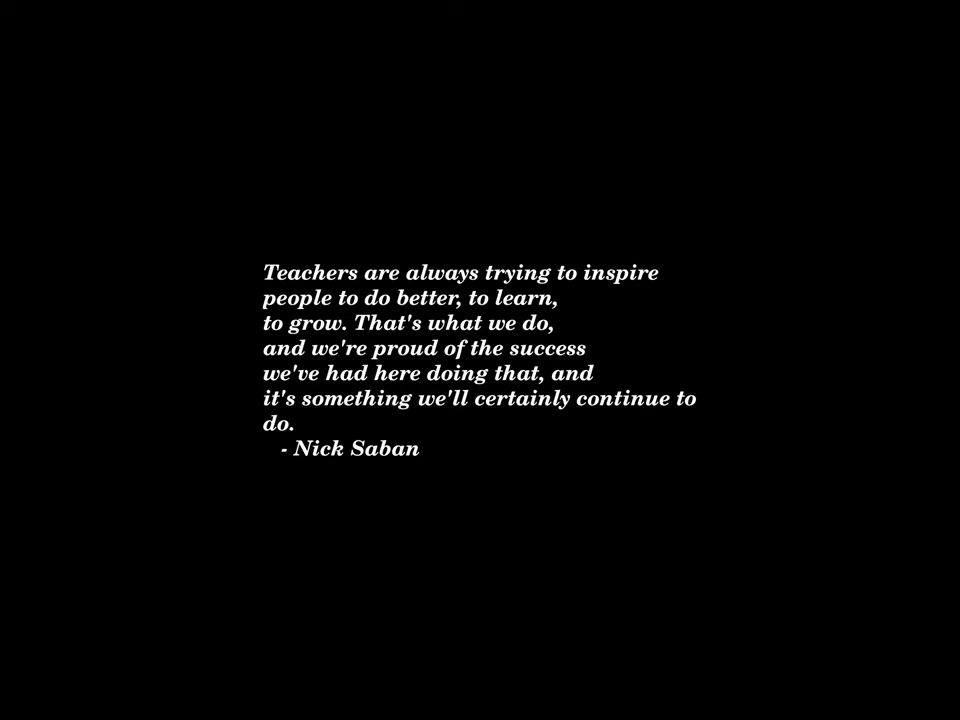 Teachers are always trying to inspire
people to do better, to learn,
to grow. That's what we do,
and we're proud of the success
we've had here doing that, and
it's something we'll certainly continue to
do.
- Nick Saban